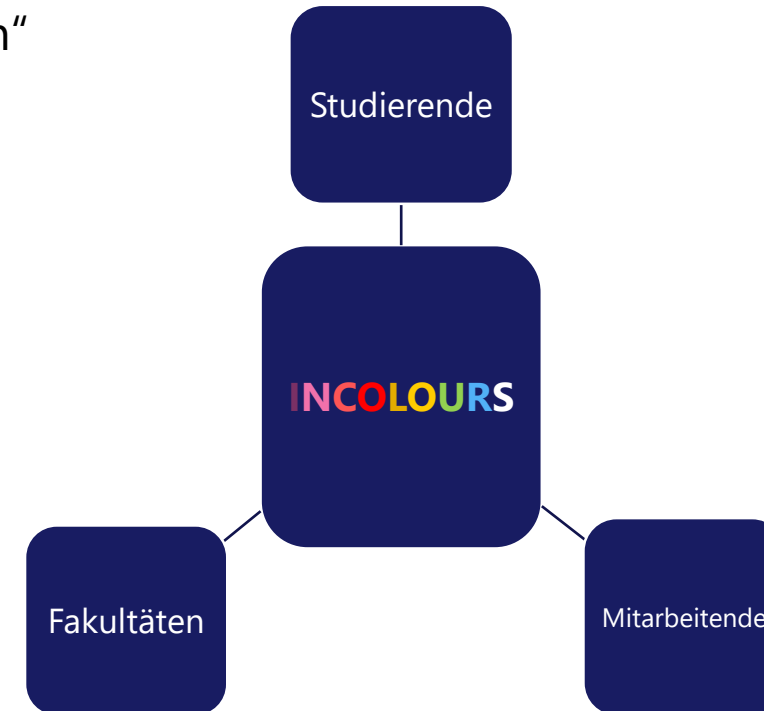 n“
Studierende
INCOLOURS
Fakultäten
Mitarbeitende